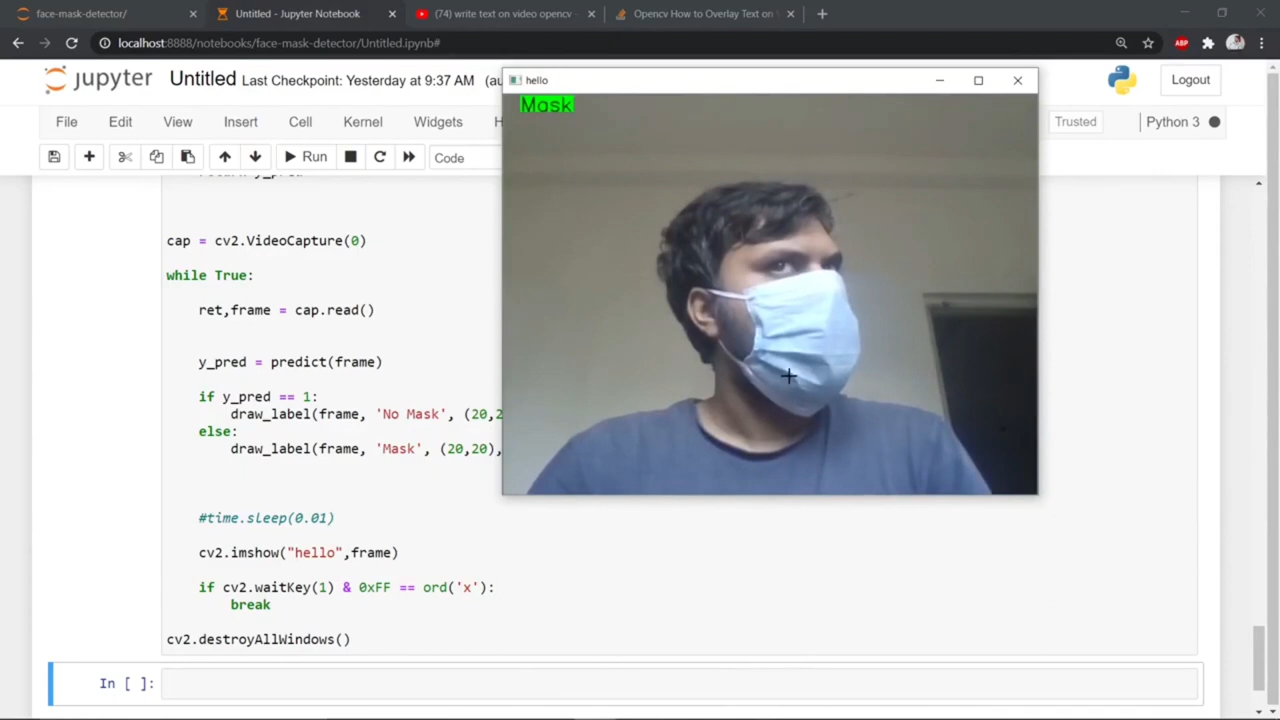 face-mask-detector/
Untitled - Jupyter Notebook
(74) write text on video opencv -
Opencv How to Overlay Text on
localhost:8888/notebooks/face-mask-detector/Untitled.ipynb#
ABP
jupyter Untitled Last Checkpoint: Yesterday at 9:37 AM (au
Logout
File Edit View Insert Cell Kernel Widgets H
Trusted
Python 3
Run
Code
hello
Mask
cap = cv2.VideoCapture(0)
while True:
ret,frame = cap.read()
y_pred = predict(frame)
if y_pred == 1:
draw_label(frame, 'No Mask', (20,2
else:
draw_label(frame, 'Mask', (20,20),
#time.sleep(0.01)
cv2.imshow("hello",frame)
if cv2.waitKey(1) & 0xFF == ord('x'):
break
cv2.destroyAllWindows()
In [ ]: